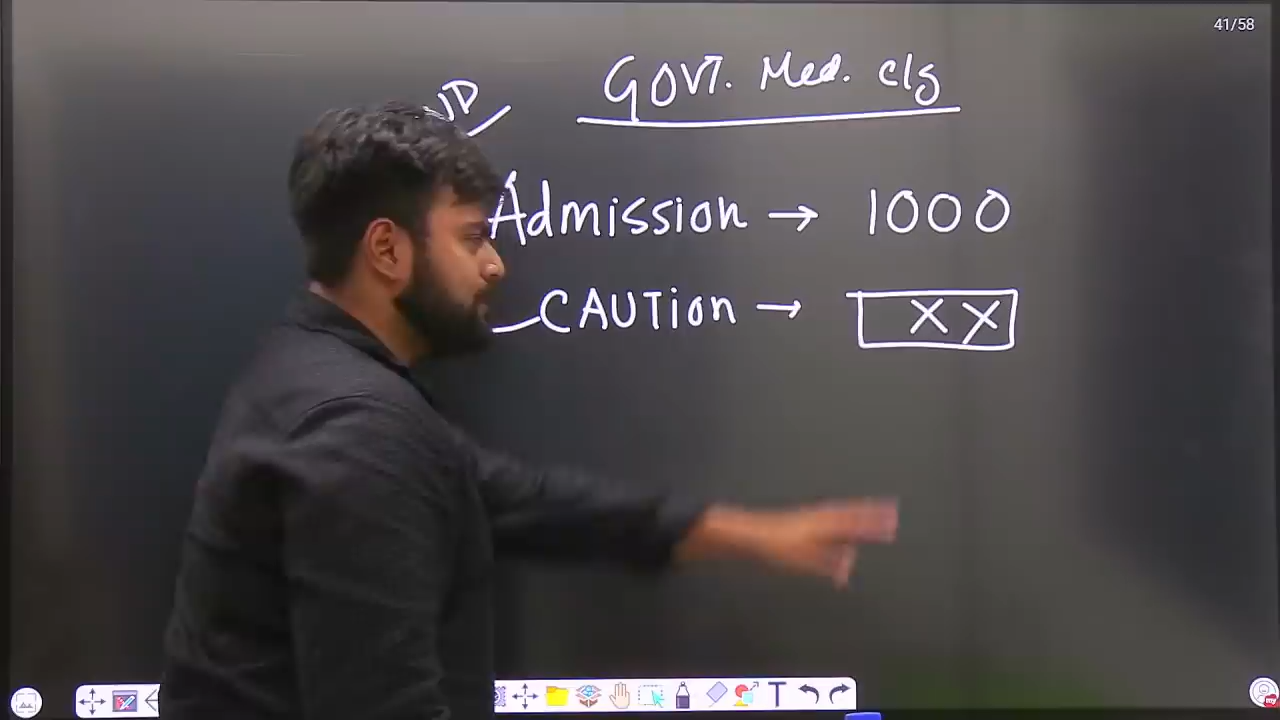 41/58
GOVT. Med. clg
Admission → 1000
CAUTion → XX
T